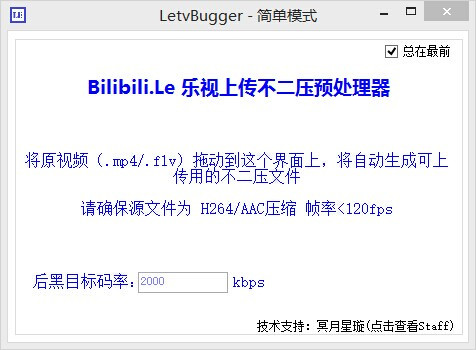 LE LetvBugger - 简单模式
总在最前
Bilibili.Le 乐视上传不二压预处理器
将原视频（.mp4/.flv）拖动到这个界面上，将自动生成可上
传用的不二压文件
请确保源文件为 H264/AAC压缩 帧率<120fps
后黑目标码率：2000 kbps
技术支持：冥月星璇(点击查看Staff)